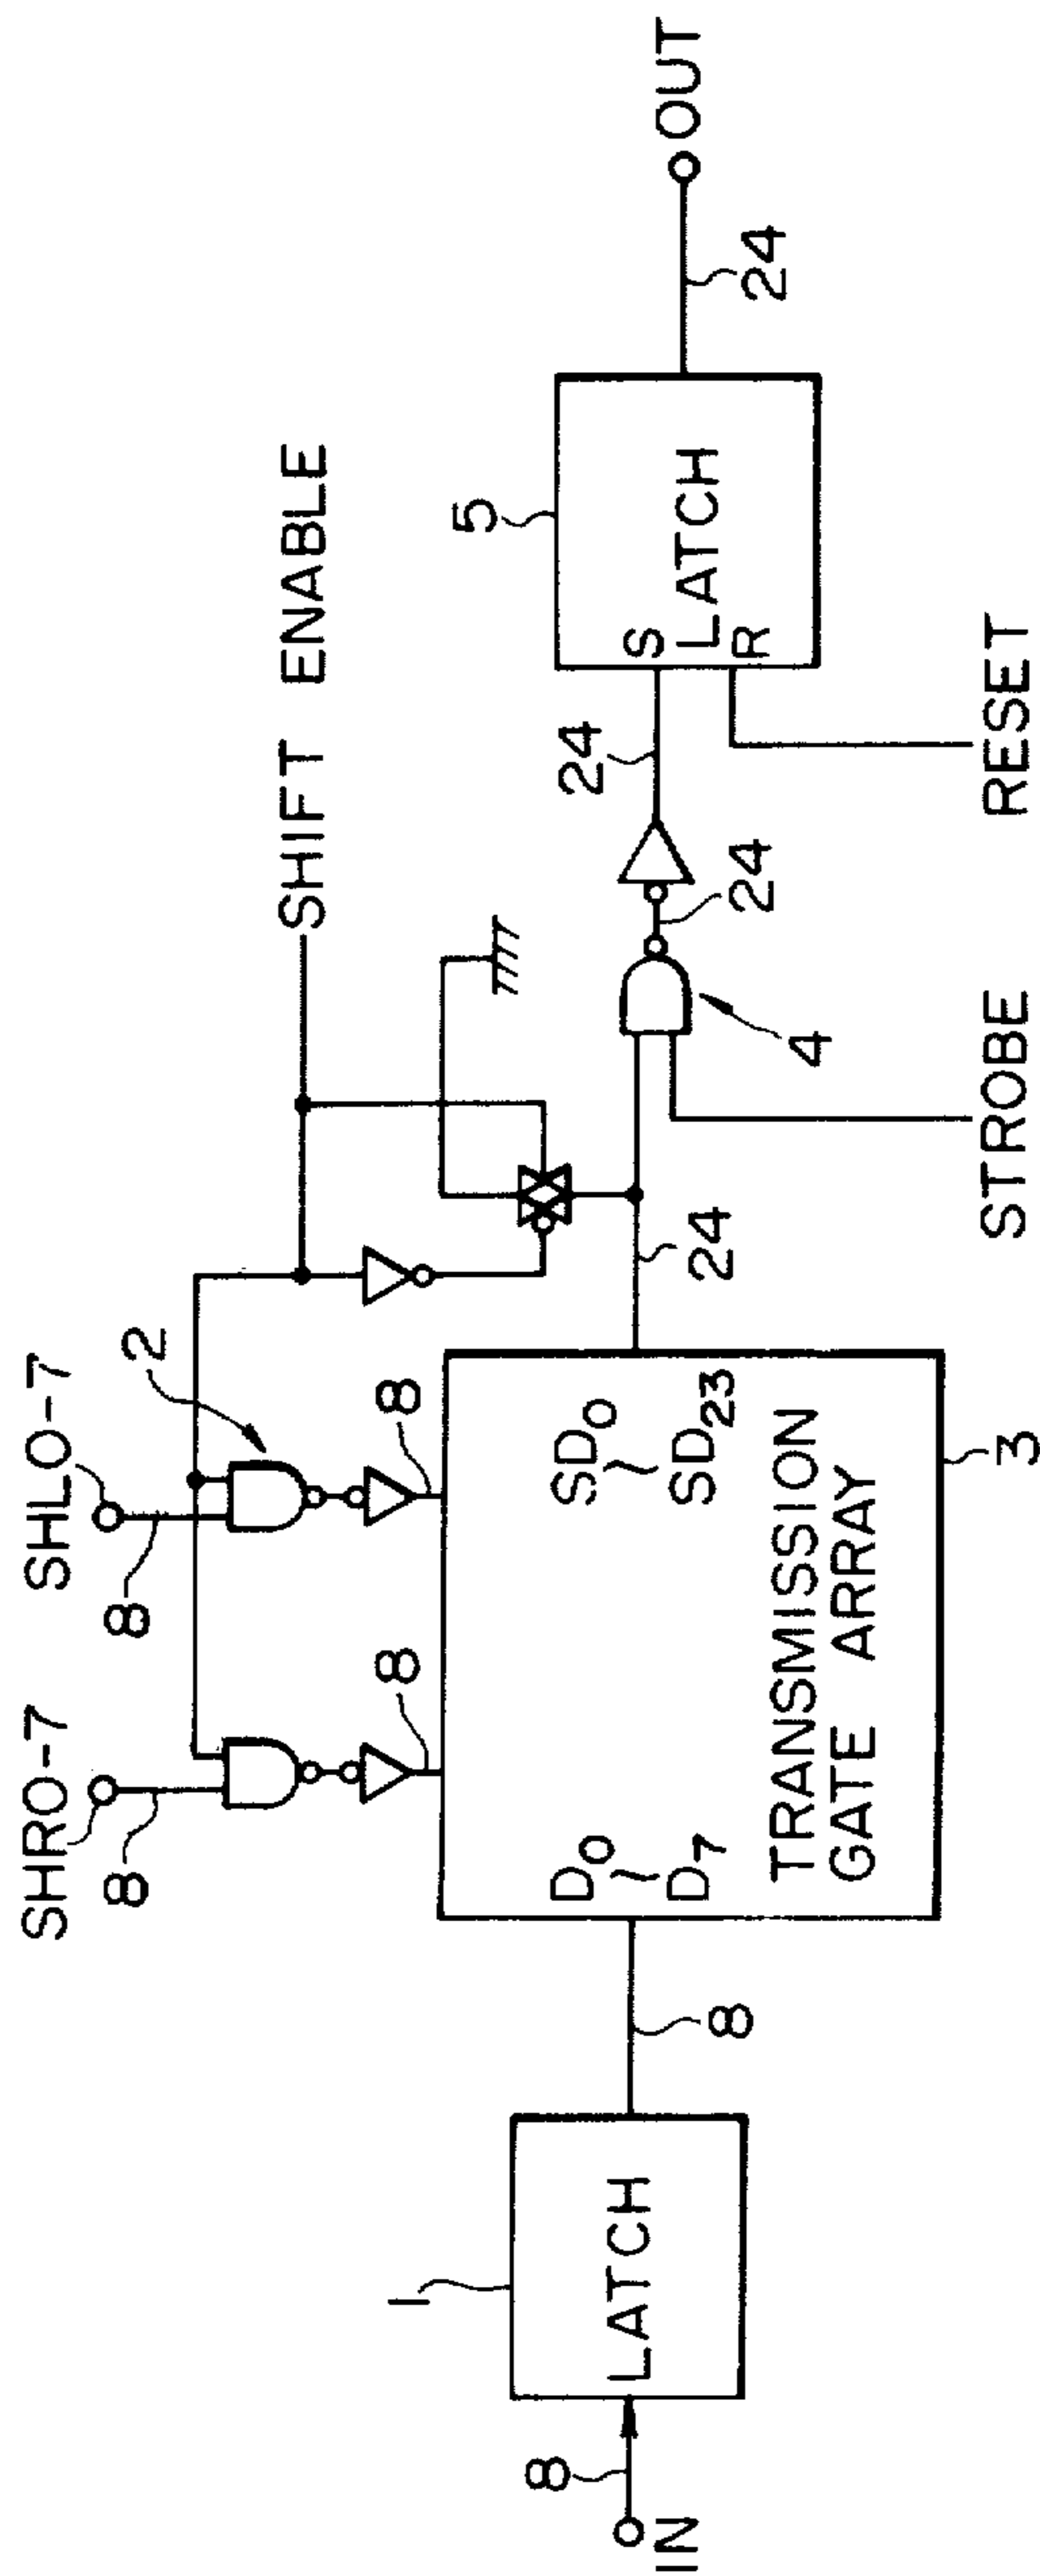 SHRO-7
SHLO-7
8
8
2
SHIFT ENABLE
8
8
IN
8
1
LATCH
8
D0
~
D7
SD0
~
SD23
TRANSMISSION
GATE ARRAY
3
24
4
STROBE
24
24
5
S
LATCH
R
RESET
24
OUT